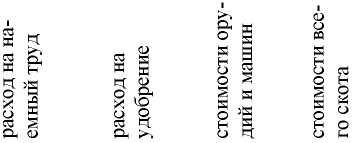 расход на на-
емный труд
расход на
удобрение
стоимости ору-
дий и машин
стоимости все-
го скота